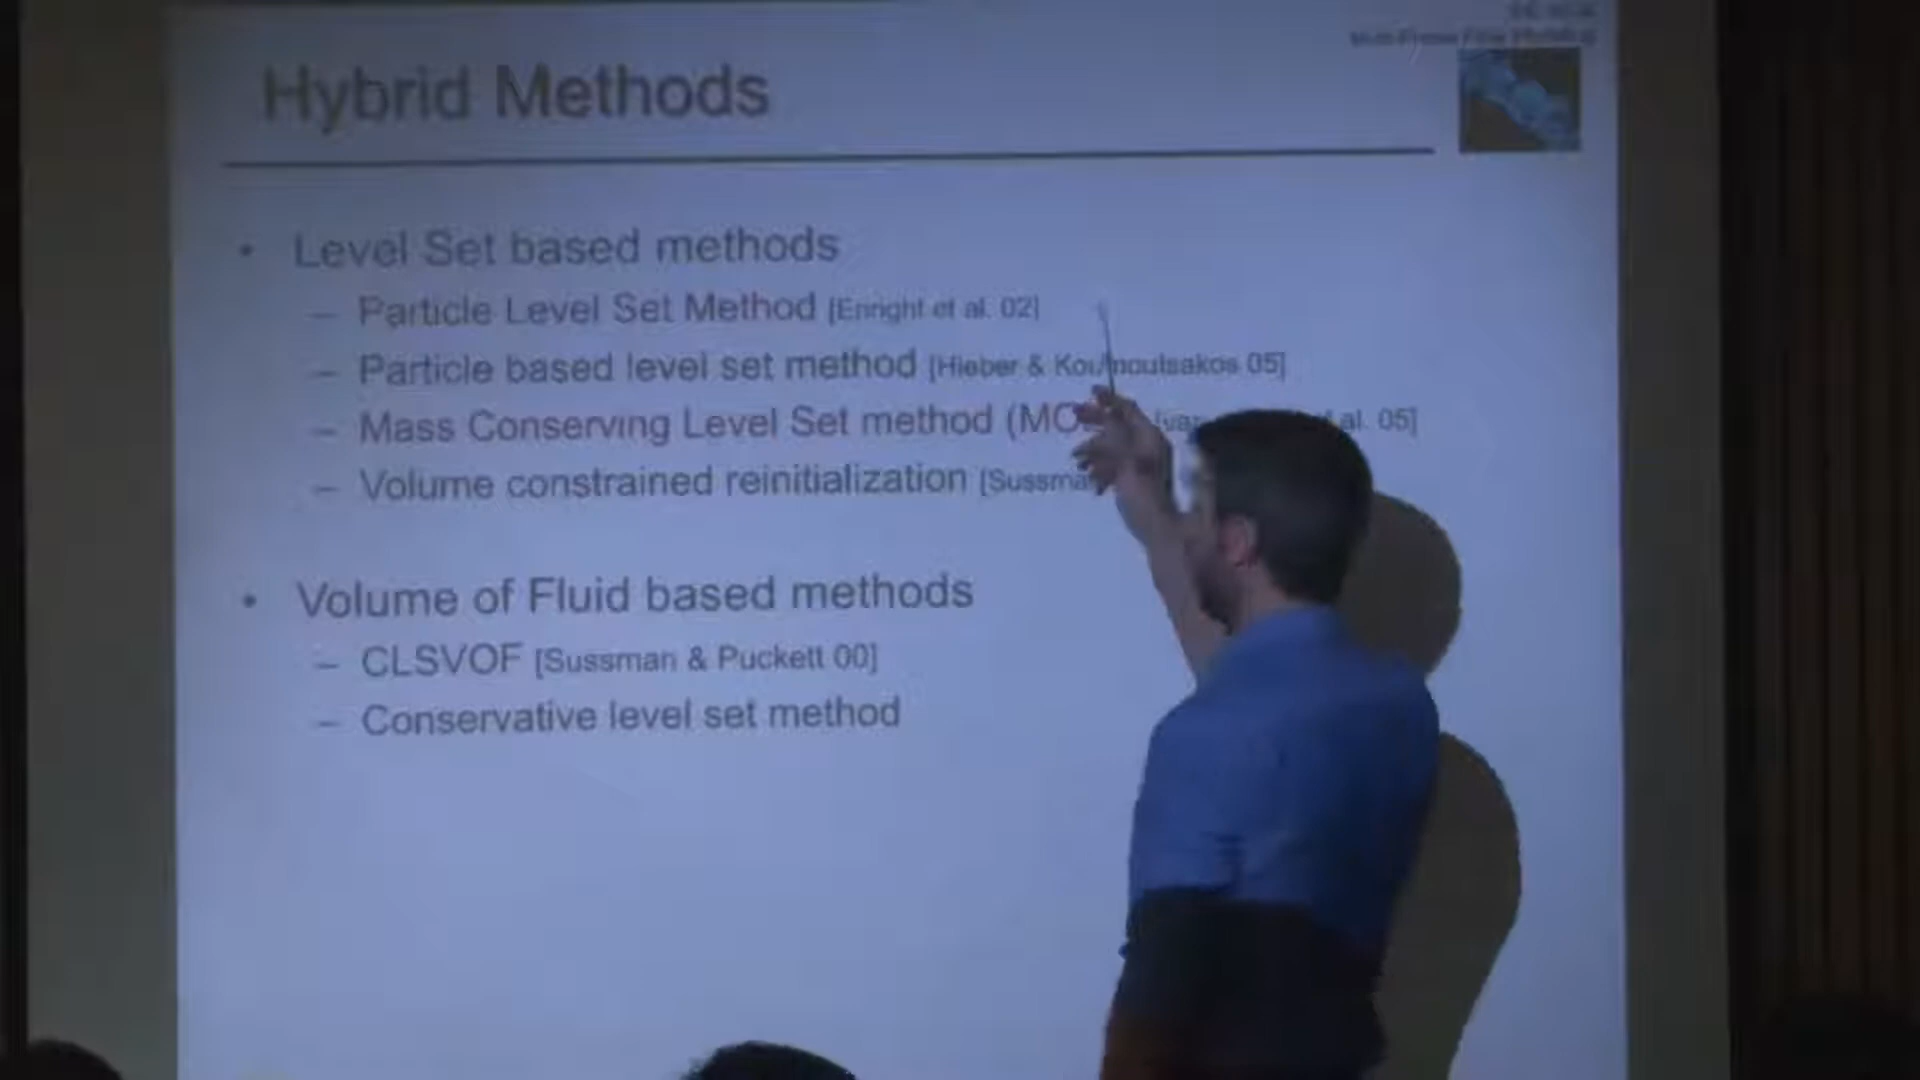 Hybrid Methods
• Level Set based methods
– Particle Level Set Method [Enright et al. 02]
– Particle based level set method [Hieber & Koumoutsakos 05]
– Mass Conserving Level Set method (MC al. 05]
– Volume constrained reinitialization [Sussma
• Volume of Fluid based methods
– CLSVOF [Sussman & Puckett 00]
– Conservative level set method